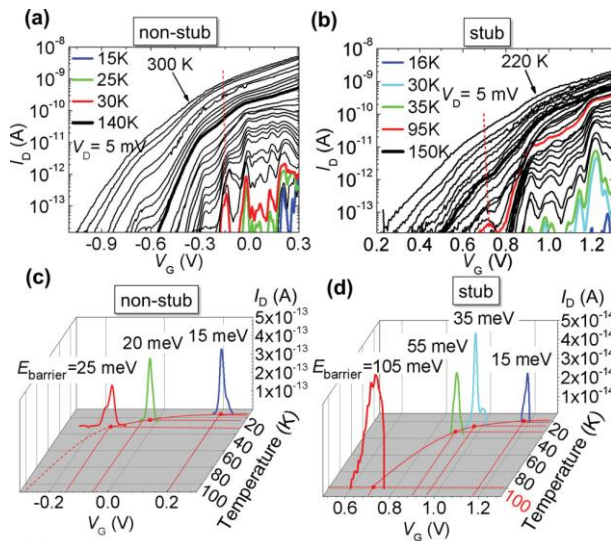 (a) non-stub
10⁻⁸
10⁻⁹
10⁻¹⁰
10⁻¹¹
10⁻¹²
10⁻¹³
I_D (A)
15K
25K
30K
140K
300 K
V_D = 5 mV
-0.9 -0.6 -0.3 0.0 0.3
V_G (V)
(b) stub
10⁻⁸
10⁻⁹
10⁻¹⁰
10⁻¹¹
10⁻¹²
10⁻¹³
I_D (A)
16K
30K
35K
95K
150K
220 K
V_D = 5 mV
0.2 0.4 0.6 0.8 1.0 1.2
V_G (V)
(c) non-stub
I_D (A)
5x10⁻¹³
4x10⁻¹³
3x10⁻¹³
2x10⁻¹³
1x10⁻¹³
E_barrier=25 meV
20 meV
15 meV
20
40
60
80
100
Temperature (K)
-0.2 0.0 0.2
V_G (V)
(d) stub
I_D (A)
5x10⁻¹⁴
4x10⁻¹⁴
3x10⁻¹⁴
2x10⁻¹⁴
1x10⁻¹⁴
35 meV
55 meV
E_barrier=105 meV
15 meV
20
40
60
80
100
Temperature (K)
0.6 0.8 1.0 1.2
V_G (V)